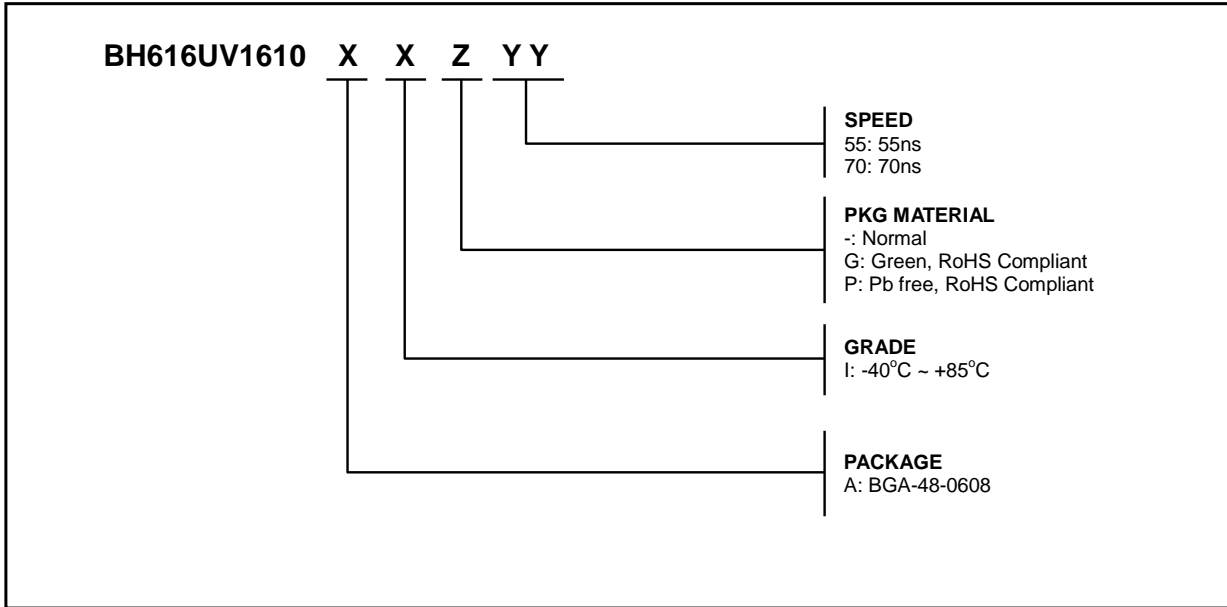 BH616UV1610 X X Z Y Y
SPEED
55: 55ns
70: 70ns
PKG MATERIAL
-: Normal
G: Green, RoHS Compliant
P: Pb free, RoHS Compliant
GRADE
I: -40°C ~ +85°C
PACKAGE
A: BGA-48-0608